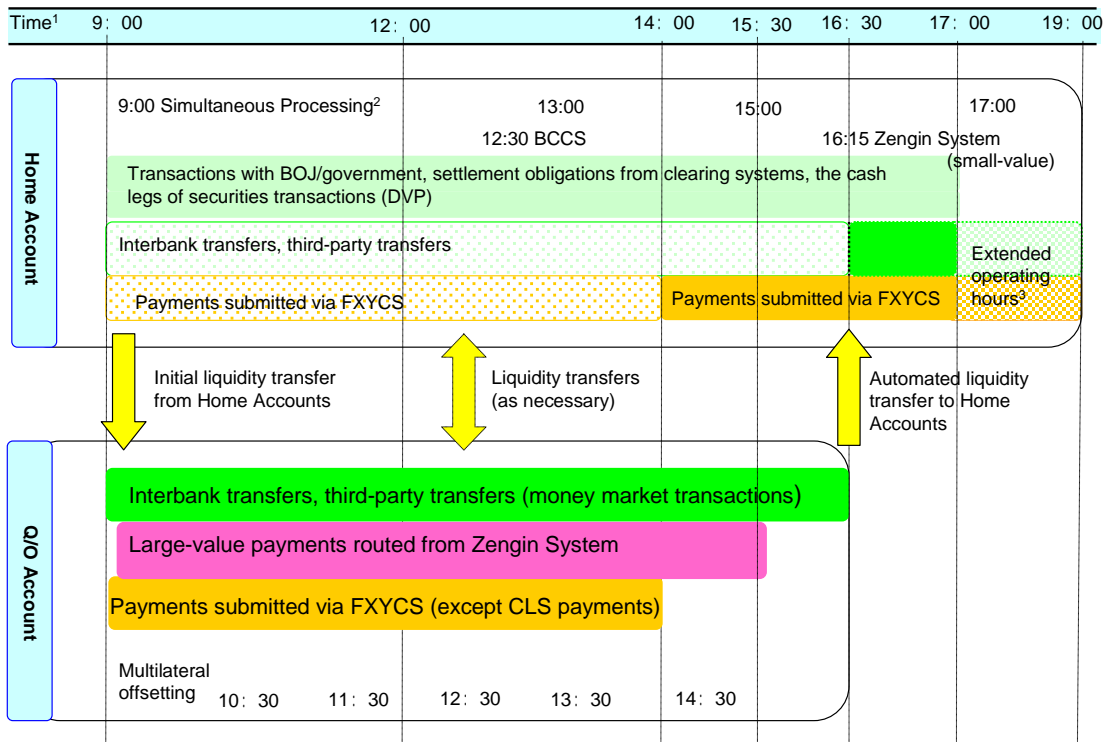 Time¹ 9： 00 12： 00 14： 00 15： 30 16： 30 17： 00 19： 00
Home Account
9:00 Simultaneous Processing² 13:00 15:00 17:00
12:30 BCCS 16:15 Zengin System
(small-value)
Transactions with BOJ/government, settlement obligations from clearing systems, the cash
legs of securities transactions (DVP)
Interbank transfers, third-party transfers
Extended
operating
hours³
Payments submitted via FXYCS Payments submitted via FXYCS
Initial liquidity transfer
from Home Accounts
Liquidity transfers
(as necessary)
Automated liquidity
transfer to Home
Accounts
Q/O Account
Interbank transfers, third-party transfers (money market transactions)
Large-value payments routed from Zengin System
Payments submitted via FXYCS (except CLS payments)
Multilateral
offsetting 10： 30 11： 30 12： 30 13： 30 14： 30